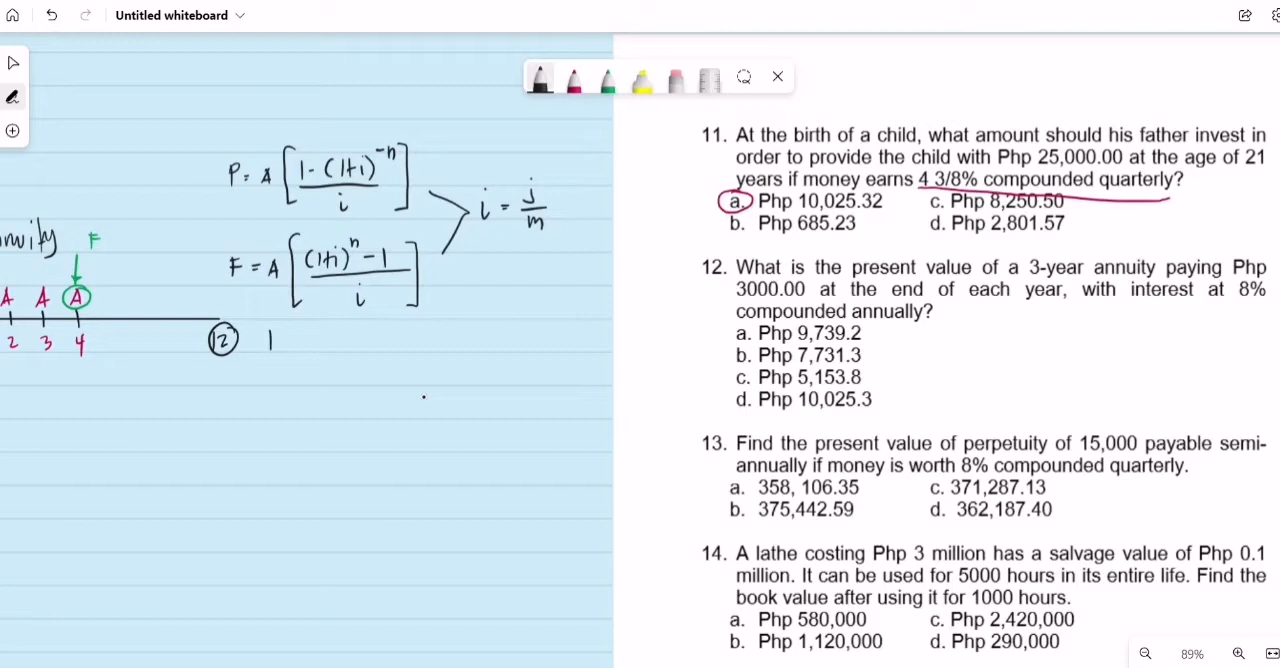 Untitled whiteboard
P = A [ 1 - (1+i)^-n / i ]
i = j / m
F
F = A [ (1+i)^n - 1 / i ]
A A A
2 3 4
12 1
11. At the birth of a child, what amount should his father invest in
order to provide the child with Php 25,000.00 at the age of 21
years if money earns 4 3/8% compounded quarterly?
a. Php 10,025.32 c. Php 8,250.50
b. Php 685.23 d. Php 2,801.57
12. What is the present value of a 3-year annuity paying Php
3000.00 at the end of each year, with interest at 8%
compounded annually?
a. Php 9,739.2
b. Php 7,731.3
c. Php 5,153.8
d. Php 10,025.3
13. Find the present value of perpetuity of 15,000 payable semi-
annually if money is worth 8% compounded quarterly.
a. 358, 106.35 c. 371,287.13
b. 375,442.59 d. 362,187.40
14. A lathe costing Php 3 million has a salvage value of Php 0.1
million. It can be used for 5000 hours in its entire life. Find the
book value after using it for 1000 hours.
a. Php 580,000 c. Php 2,420,000
b. Php 1,120,000 d. Php 290,000
89%